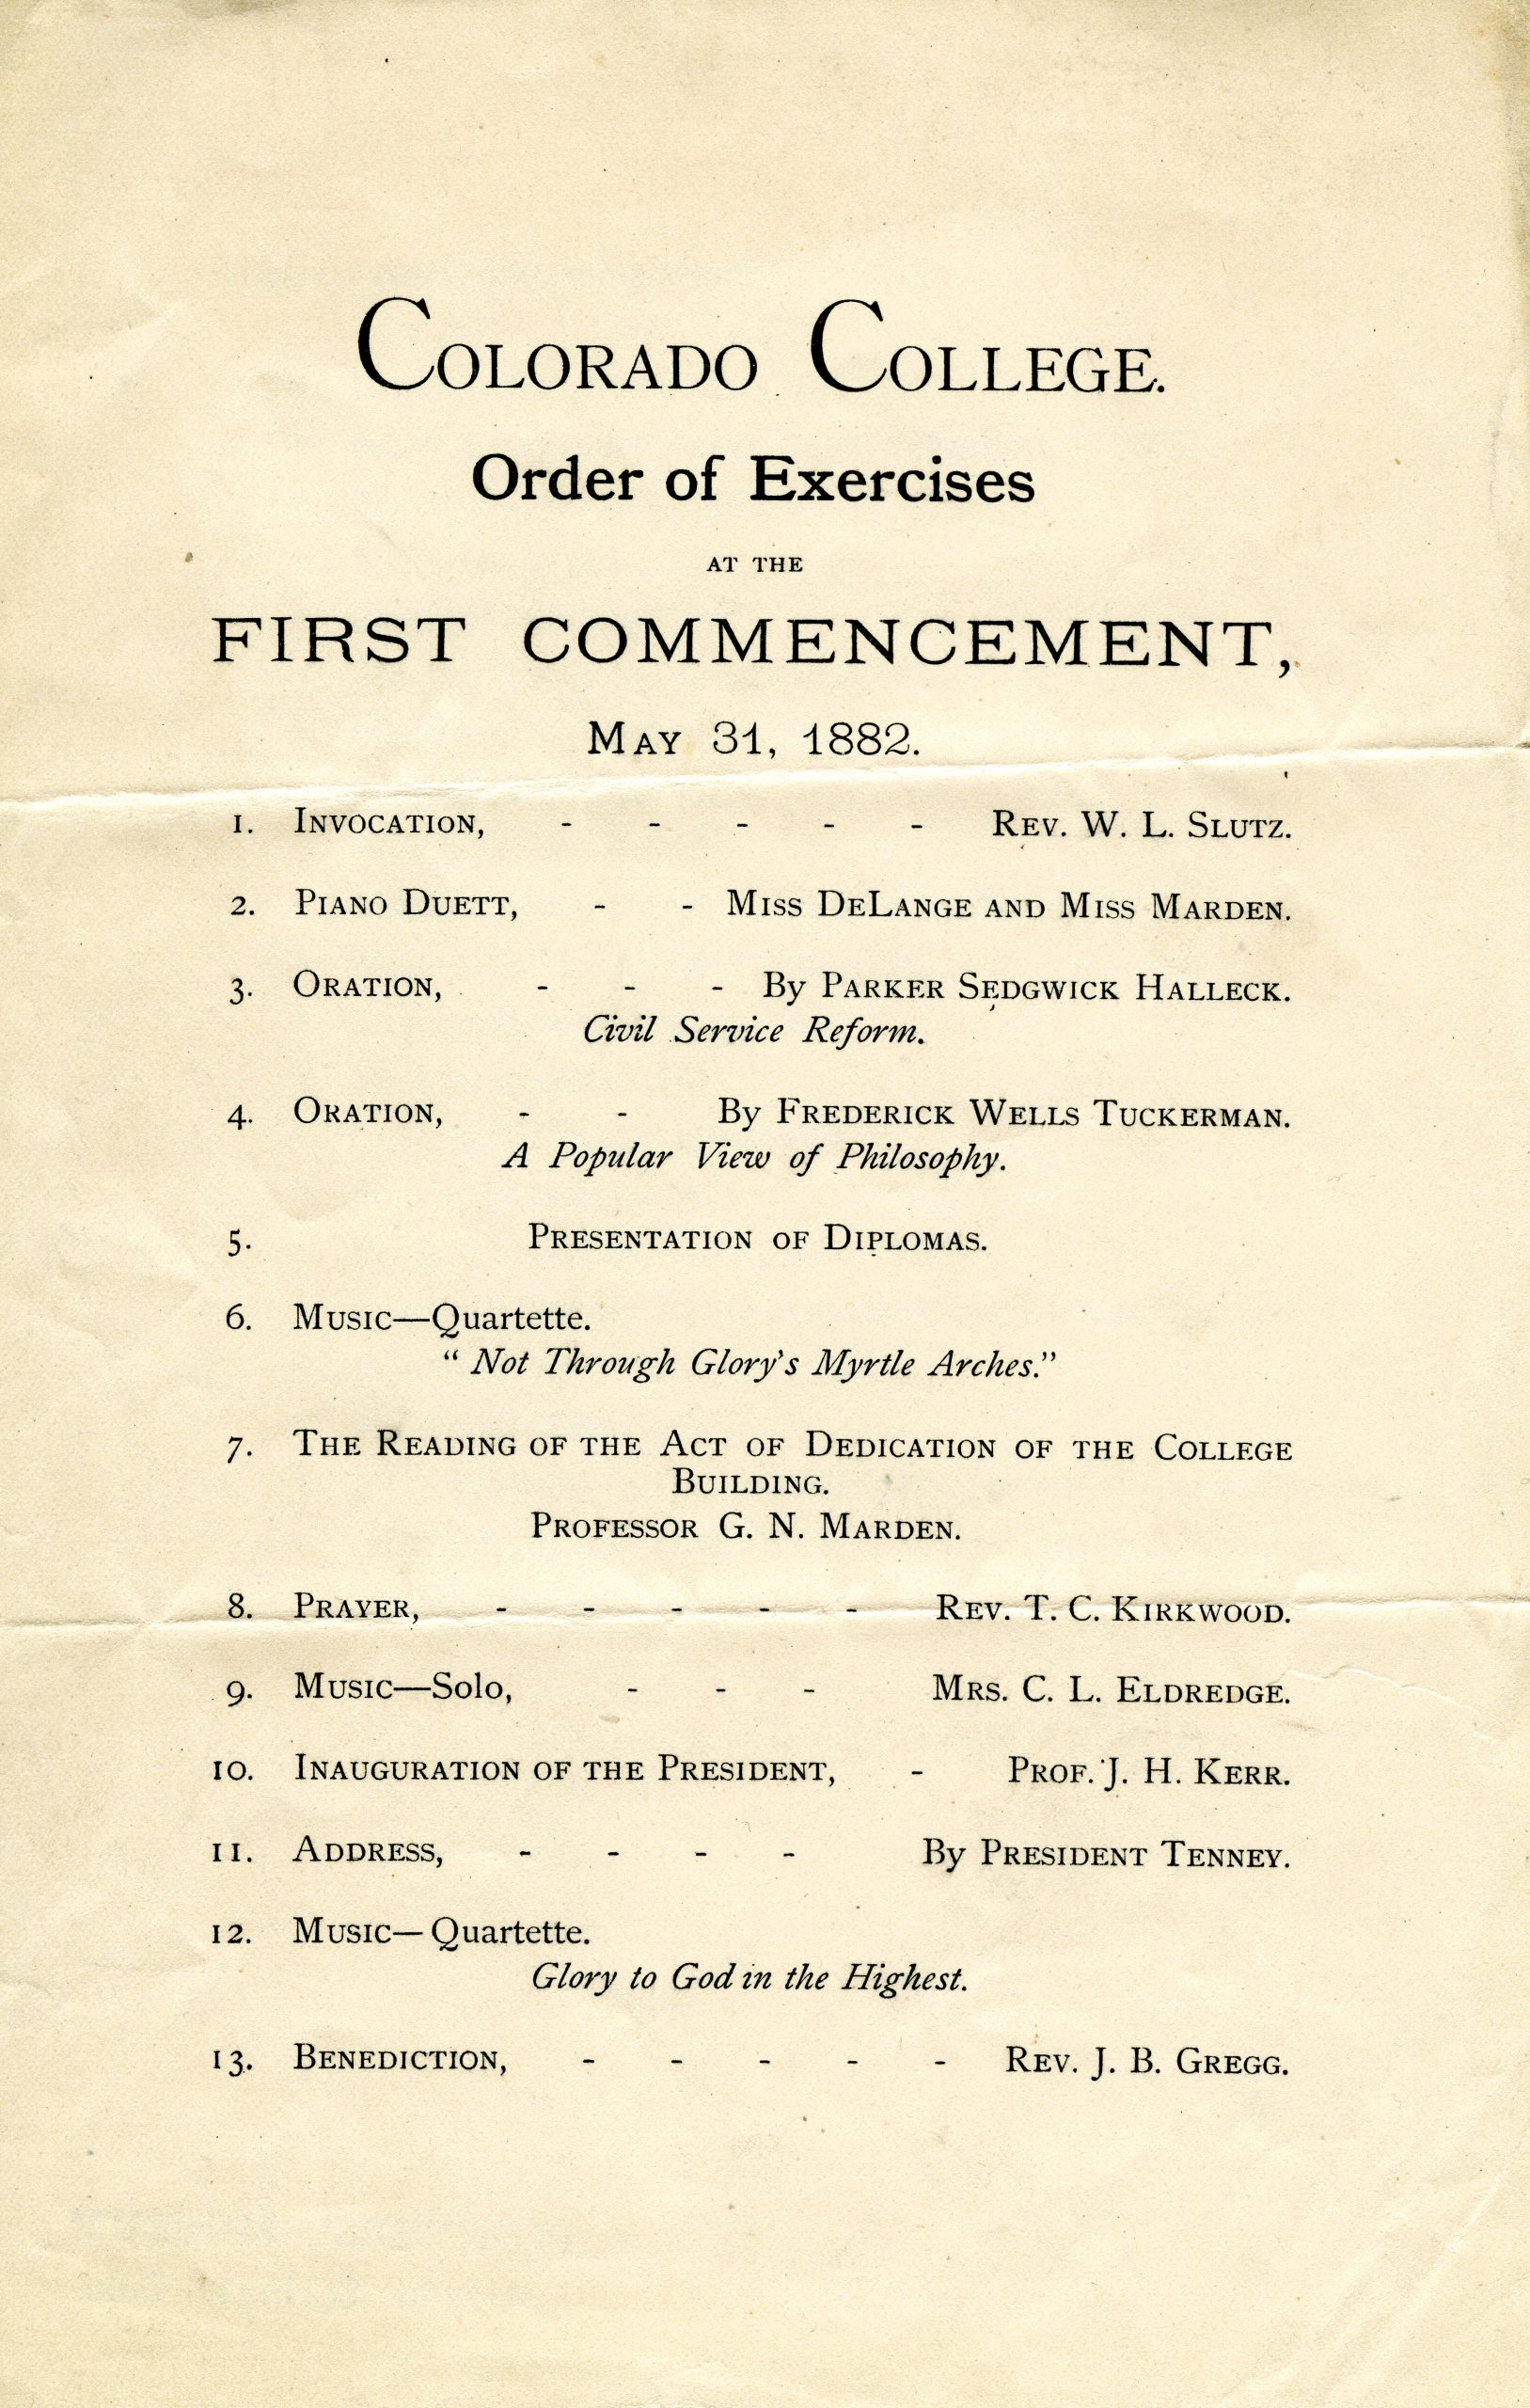 COLORADO COLLEGE.
Order of Exercises
AT THE
FIRST COMMENCEMENT,
MAY 31, 1882.
1. INVOCATION, - - - - - REV. W. L. SLUTZ.
2. PIANO DUETT, - - MISS DELANGE AND MISS MARDEN.
3. ORATION, - - - By PARKER SEDGWICK HALLECK.
Civil Service Reform.
4. ORATION, - - By FREDERICK WELLS TUCKERMAN.
A Popular View of Philosophy.
5. PRESENTATION OF DIPLOMAS.
6. MUSIC—Quartette.
“ Not Through Glory's Myrtle Arches.”
7. THE READING OF THE ACT OF DEDICATION OF THE COLLEGE
BUILDING.
PROFESSOR G. N. MARDEN.
8. PRAYER, - - - - - REV. T. C. KIRKWOOD.
9. MUSIC—Solo, - - - MRS. C. L. ELDREDGE.
10. INAUGURATION OF THE PRESIDENT, - PROF. J. H. KERR.
11. ADDRESS, - - - - By PRESIDENT TENNEY.
12. MUSIC— Quartette.
Glory to God in the Highest.
13. BENEDICTION, - - - - - REV. J. B. GREGG.